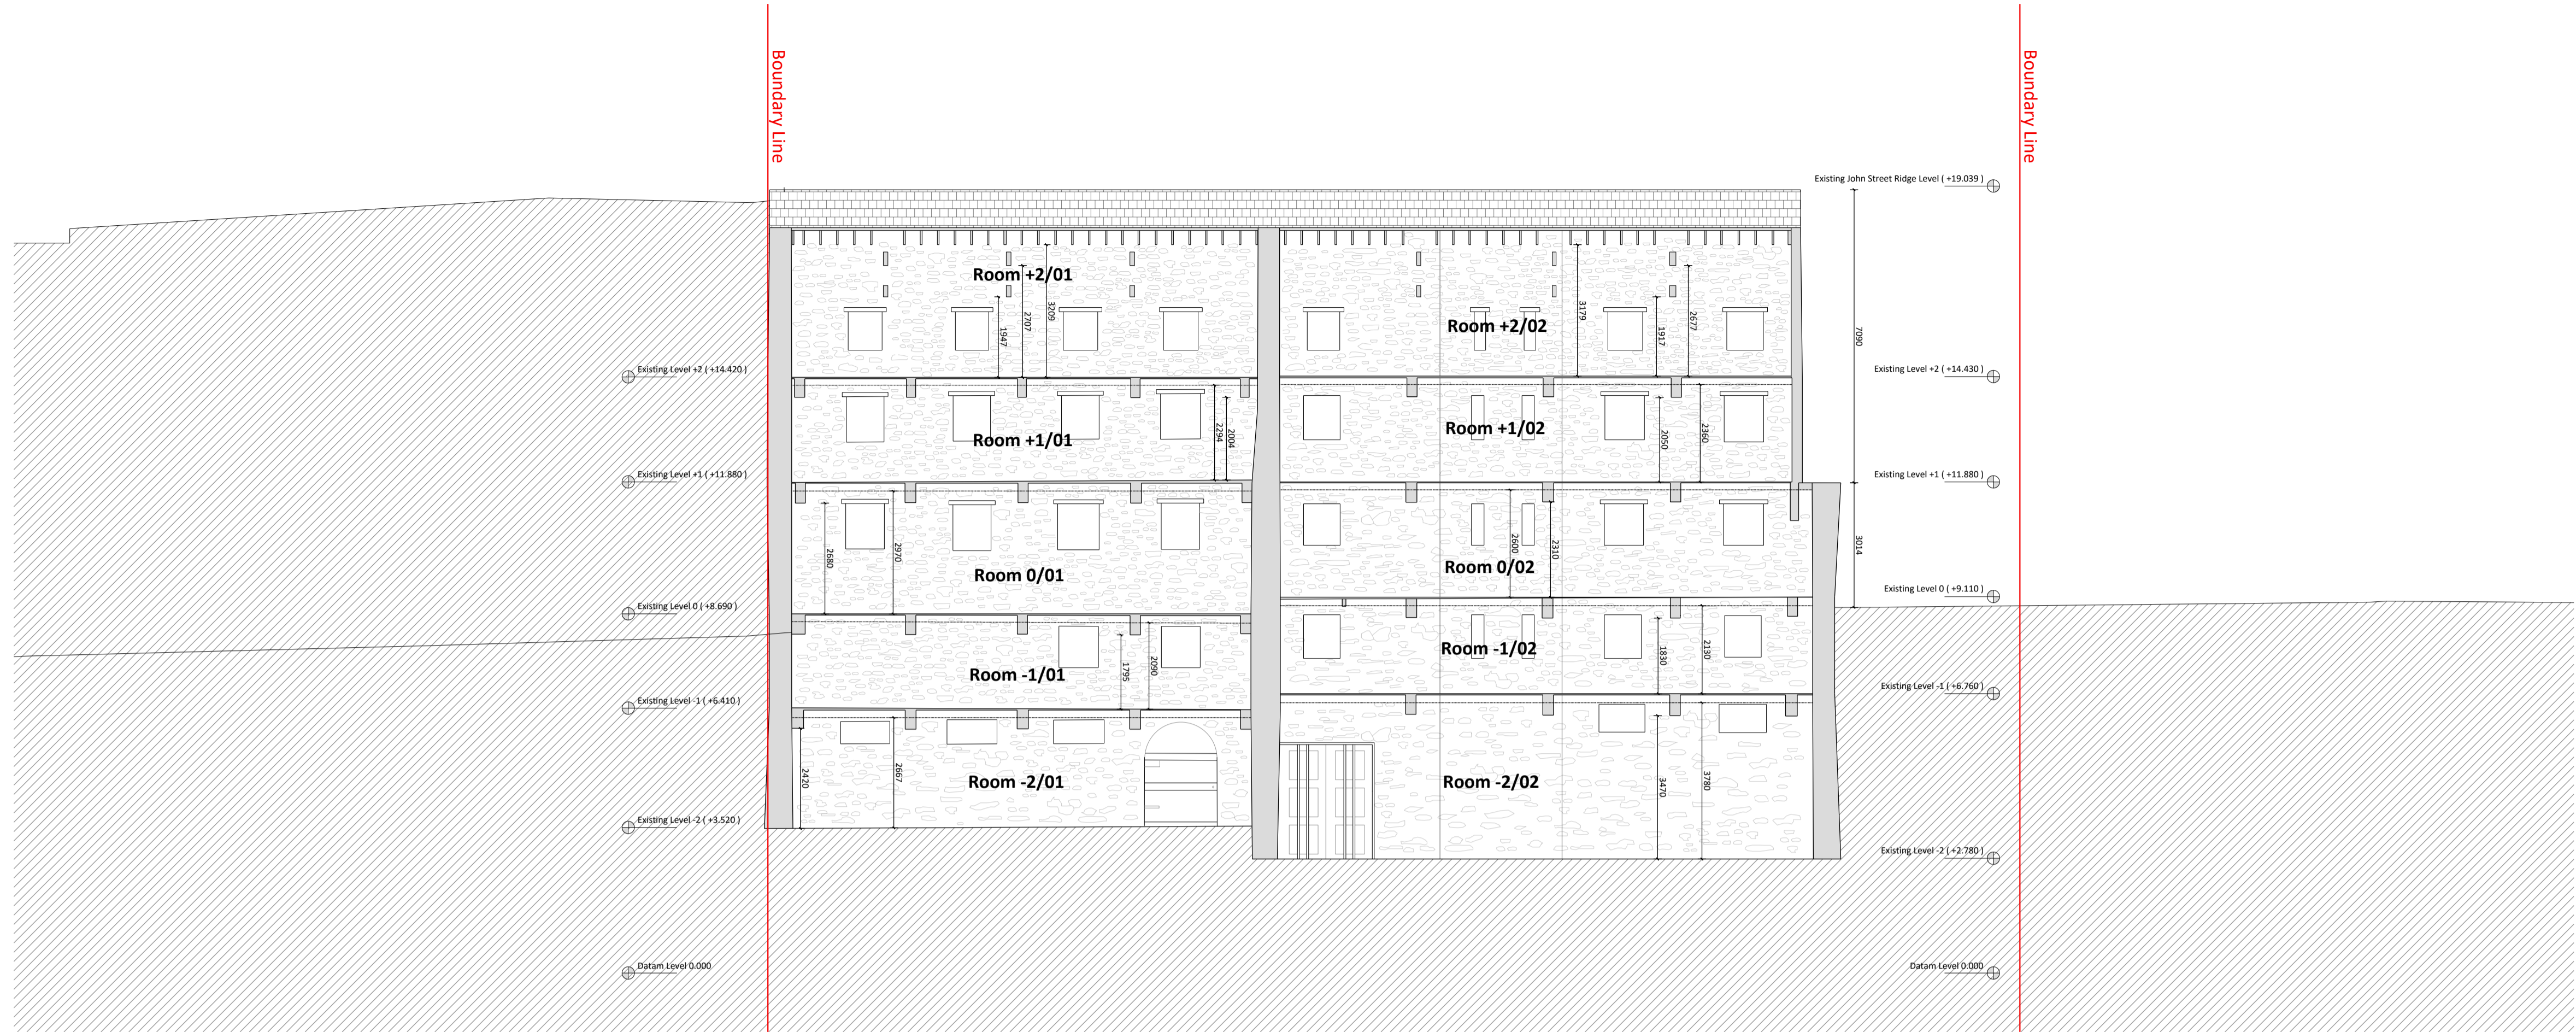 Boundary Line
Boundary Line
Existing John Street Ridge Level ( +19.039 )
Room +2/01
3209
2707
1947
Room +2/02
3179
1917
2677
7090
Existing Level +2 ( +14.420 )
Existing Level +2 ( +14.430 )
Room +1/01
2294
2004
Room +1/02
2050
2360
Existing Level +1 ( +11.880 )
Existing Level +1 ( +11.880 )
2680
2970
Room 0/01
2600
2310
Room 0/02
3014
Existing Level 0 ( +8.690 )
Existing Level 0 ( +9.110 )
Room -1/01
1795
2090
Room -1/02
1830
2130
Existing Level -1 ( +6.410 )
Existing Level -1 ( +6.760 )
2420
2667
Room -2/01
Room -2/02
3470
3780
Existing Level -2 ( +3.520 )
Existing Level -2 ( +2.780 )
Datam Level 0.000
Datam Level 0.000